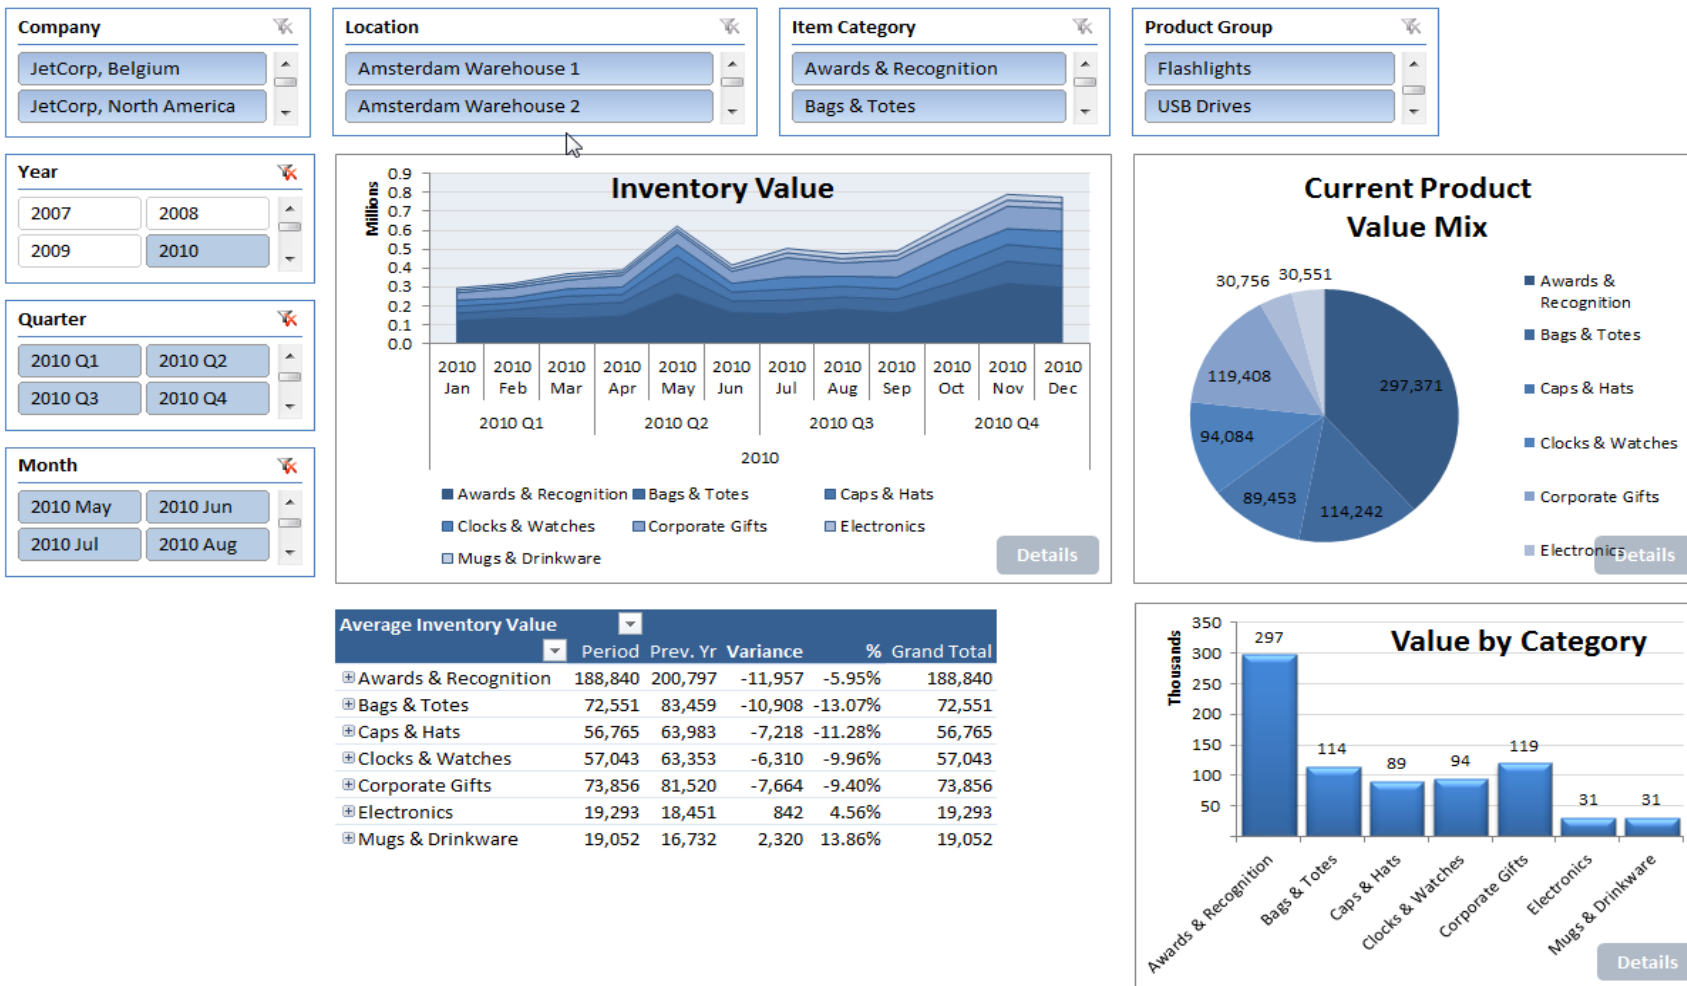 Company
JetCorp, Belgium
JetCorp, North America
Location
Amsterdam Warehouse 1
Amsterdam Warehouse 2
Item Category
Awards & Recognition
Bags & Totes
Product Group
Flashlights
USB Drives
Year
2007 2008
2009 2010
Quarter
2010 Q1 2010 Q2
2010 Q3 2010 Q4
Month
2010 May 2010 Jun
2010 Jul 2010 Aug
Inventory Value
Millions
0.9
0.8
0.7
0.6
0.5
0.4
0.3
0.2
0.1
0.0
2010 2010 2010 2010 2010 2010 2010 2010 2010 2010 2010 2010
Jan Feb Mar Apr May Jun Jul Aug Sep Oct Nov Dec
2010 Q1 2010 Q2 2010 Q3 2010 Q4
2010
Awards & Recognition Bags & Totes Caps & Hats
Clocks & Watches Corporate Gifts Electronics
Mugs & Drinkware
Details
Current Product
Value Mix
30,756 30,551
119,408
297,371
94,084
89,453
114,242
Awards &
Recognition
Bags & Totes
Caps & Hats
Clocks & Watches
Corporate Gifts
Electronics
Details
Average Inventory Value
Period Prev. Yr Variance % Grand Total
Awards & Recognition 188,840 200,797 -11,957 -5.95% 188,840
Bags & Totes 72,551 83,459 -10,908 -13.07% 72,551
Caps & Hats 56,765 63,983 -7,218 -11.28% 56,765
Clocks & Watches 57,043 63,353 -6,310 -9.96% 57,043
Corporate Gifts 73,856 81,520 -7,664 -9.40% 73,856
Electronics 19,293 18,451 842 4.56% 19,293
Mugs & Drinkware 19,052 16,732 2,320 13.86% 19,052
Value by Category
Thousands
350
300
250
200
150
100
50
297
114
89
94
119
31
31
Awards & Recognition
Bags & Totes
Caps & Hats
Clocks & Watches
Corporate Gifts
Electronics
Mugs & Drinkware
Details